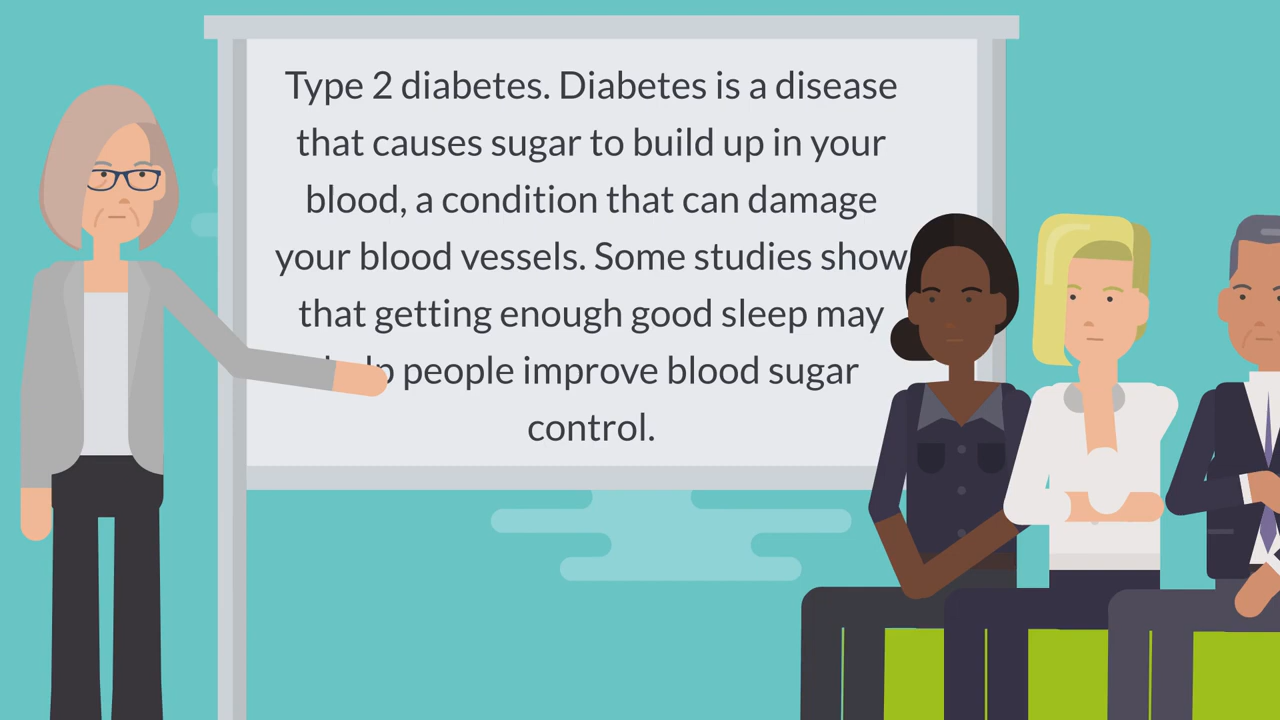 Type 2 diabetes. Diabetes is a disease
that causes sugar to build up in your
blood, a condition that can damage
your blood vessels. Some studies show
that getting enough good sleep may
people improve blood sugar
control.